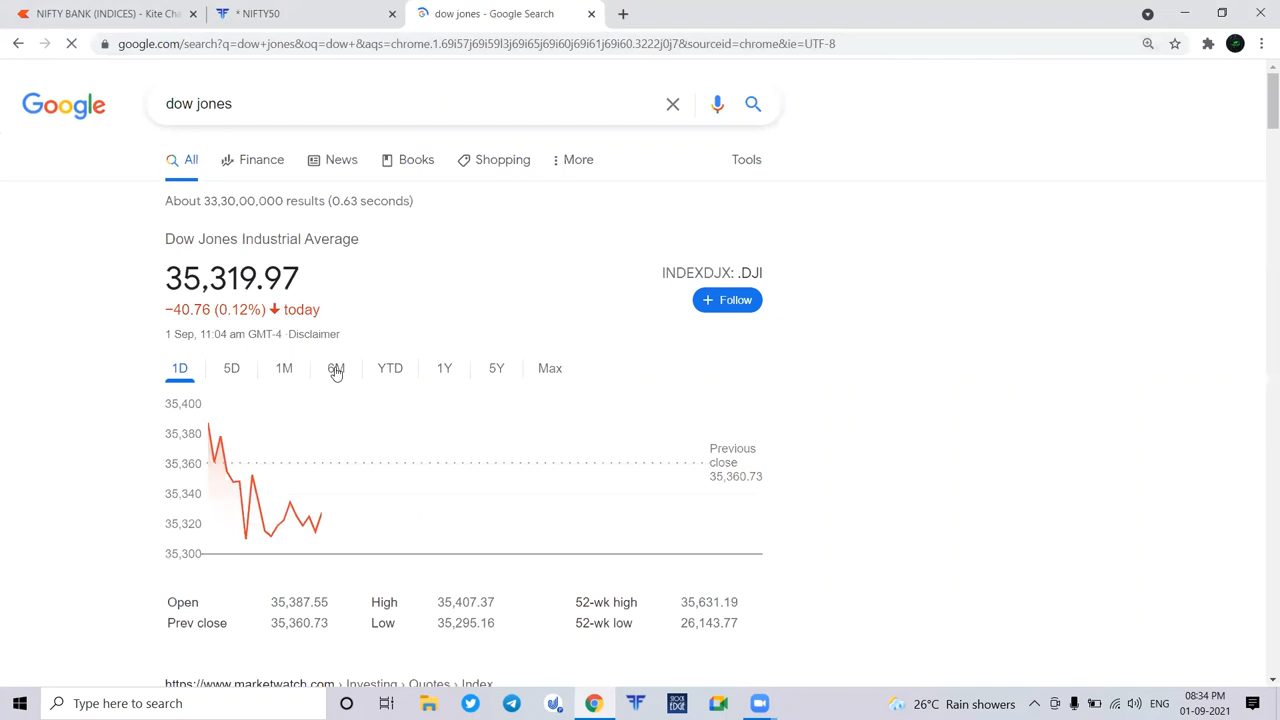 NIFTY BANK (INDICES) - Kite Cha
* NIFTY50
dow jones - Google Search
google.com/search?q=dow+jones&oq=dow+&aqs=chrome.1.69i57j69i59l3j69i65j69i60j69i61j69i60.3222j0j7&sourceid=chrome&ie=UTF-8
Google
dow jones
All
Finance
News
Books
Shopping
More
Tools
About 33,30,00,000 results (0.63 seconds)
Dow Jones Industrial Average
35,319.97
INDEXDJX: .DJI
−40.76 (0.12%) today
+ Follow
1 Sep, 11:04 am GMT-4 · Disclaimer
1D 5D 1M 6M YTD 1Y 5Y Max
35,400
35,380
35,360
35,340
35,320
35,300
Previous
close
35,360.73
Open 35,387.55 High 35,407.37 52-wk high 35,631.19
Prev close 35,360.73 Low 35,295.16 52-wk low 26,143.77
https://www.marketwatch.com › Investing › Quotes › Index
Type here to search
STOCK
EDGE
26°C Rain showers
ENG
08:34 PM
01-09-2021